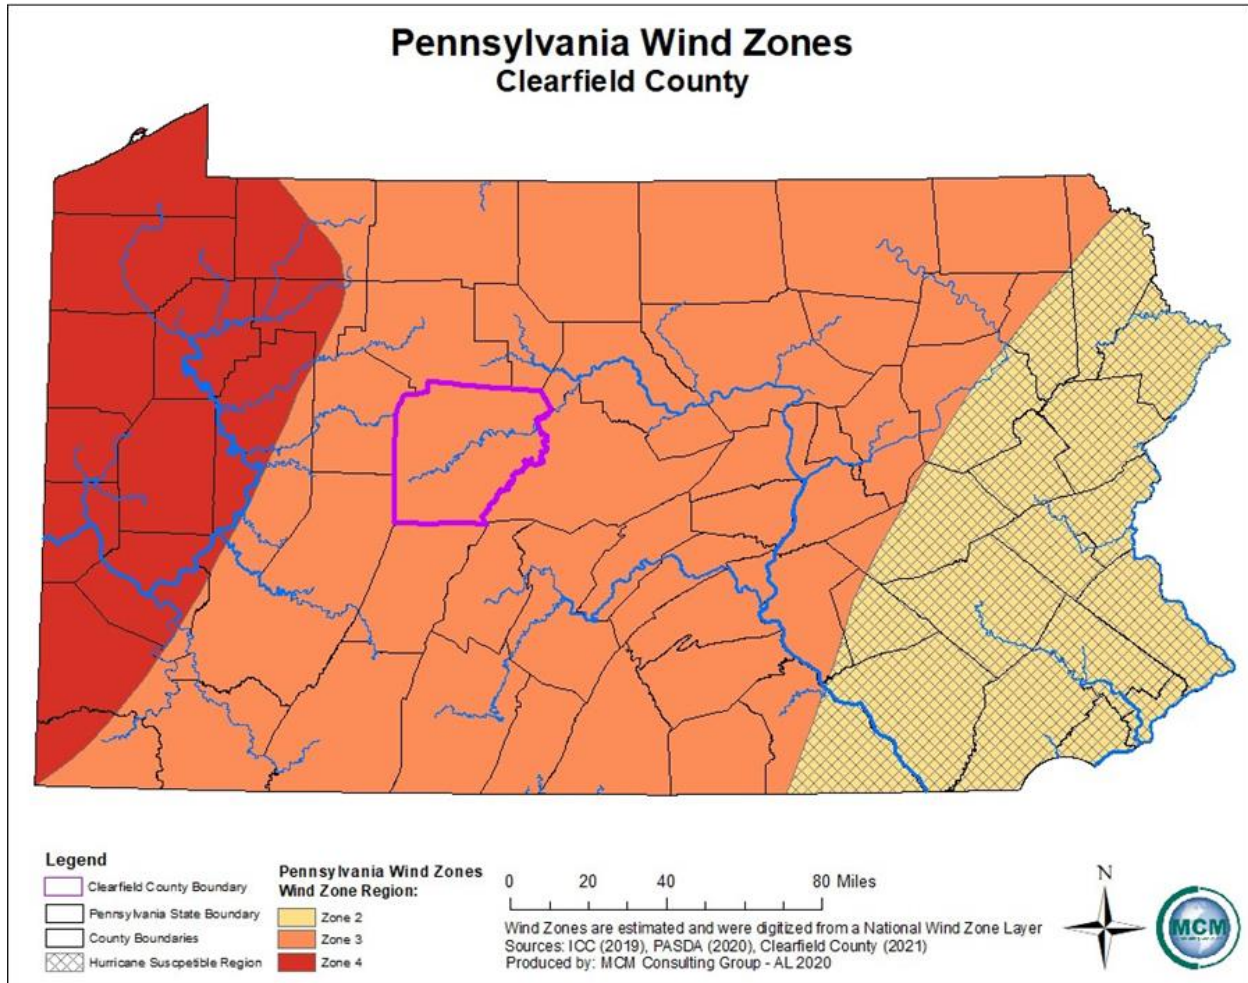 Pennsylvania Wind Zones
Clearfield County
Legend
Clearfield County Boundary
Pennsylvania State Boundary
County Boundaries
Hurricane Suscpetible Region
Pennsylvania Wind Zones
Wind Zone Region:
Zone 2
Zone 3
Zone 4
0 20 40 80 Miles
Wind Zones are estimated and were digitized from a National Wind Zone Layer
Sources: ICC (2019), PASDA (2020), Clearfield County (2021)
Produced by: MCM Consulting Group - AL 2020
N
MCM